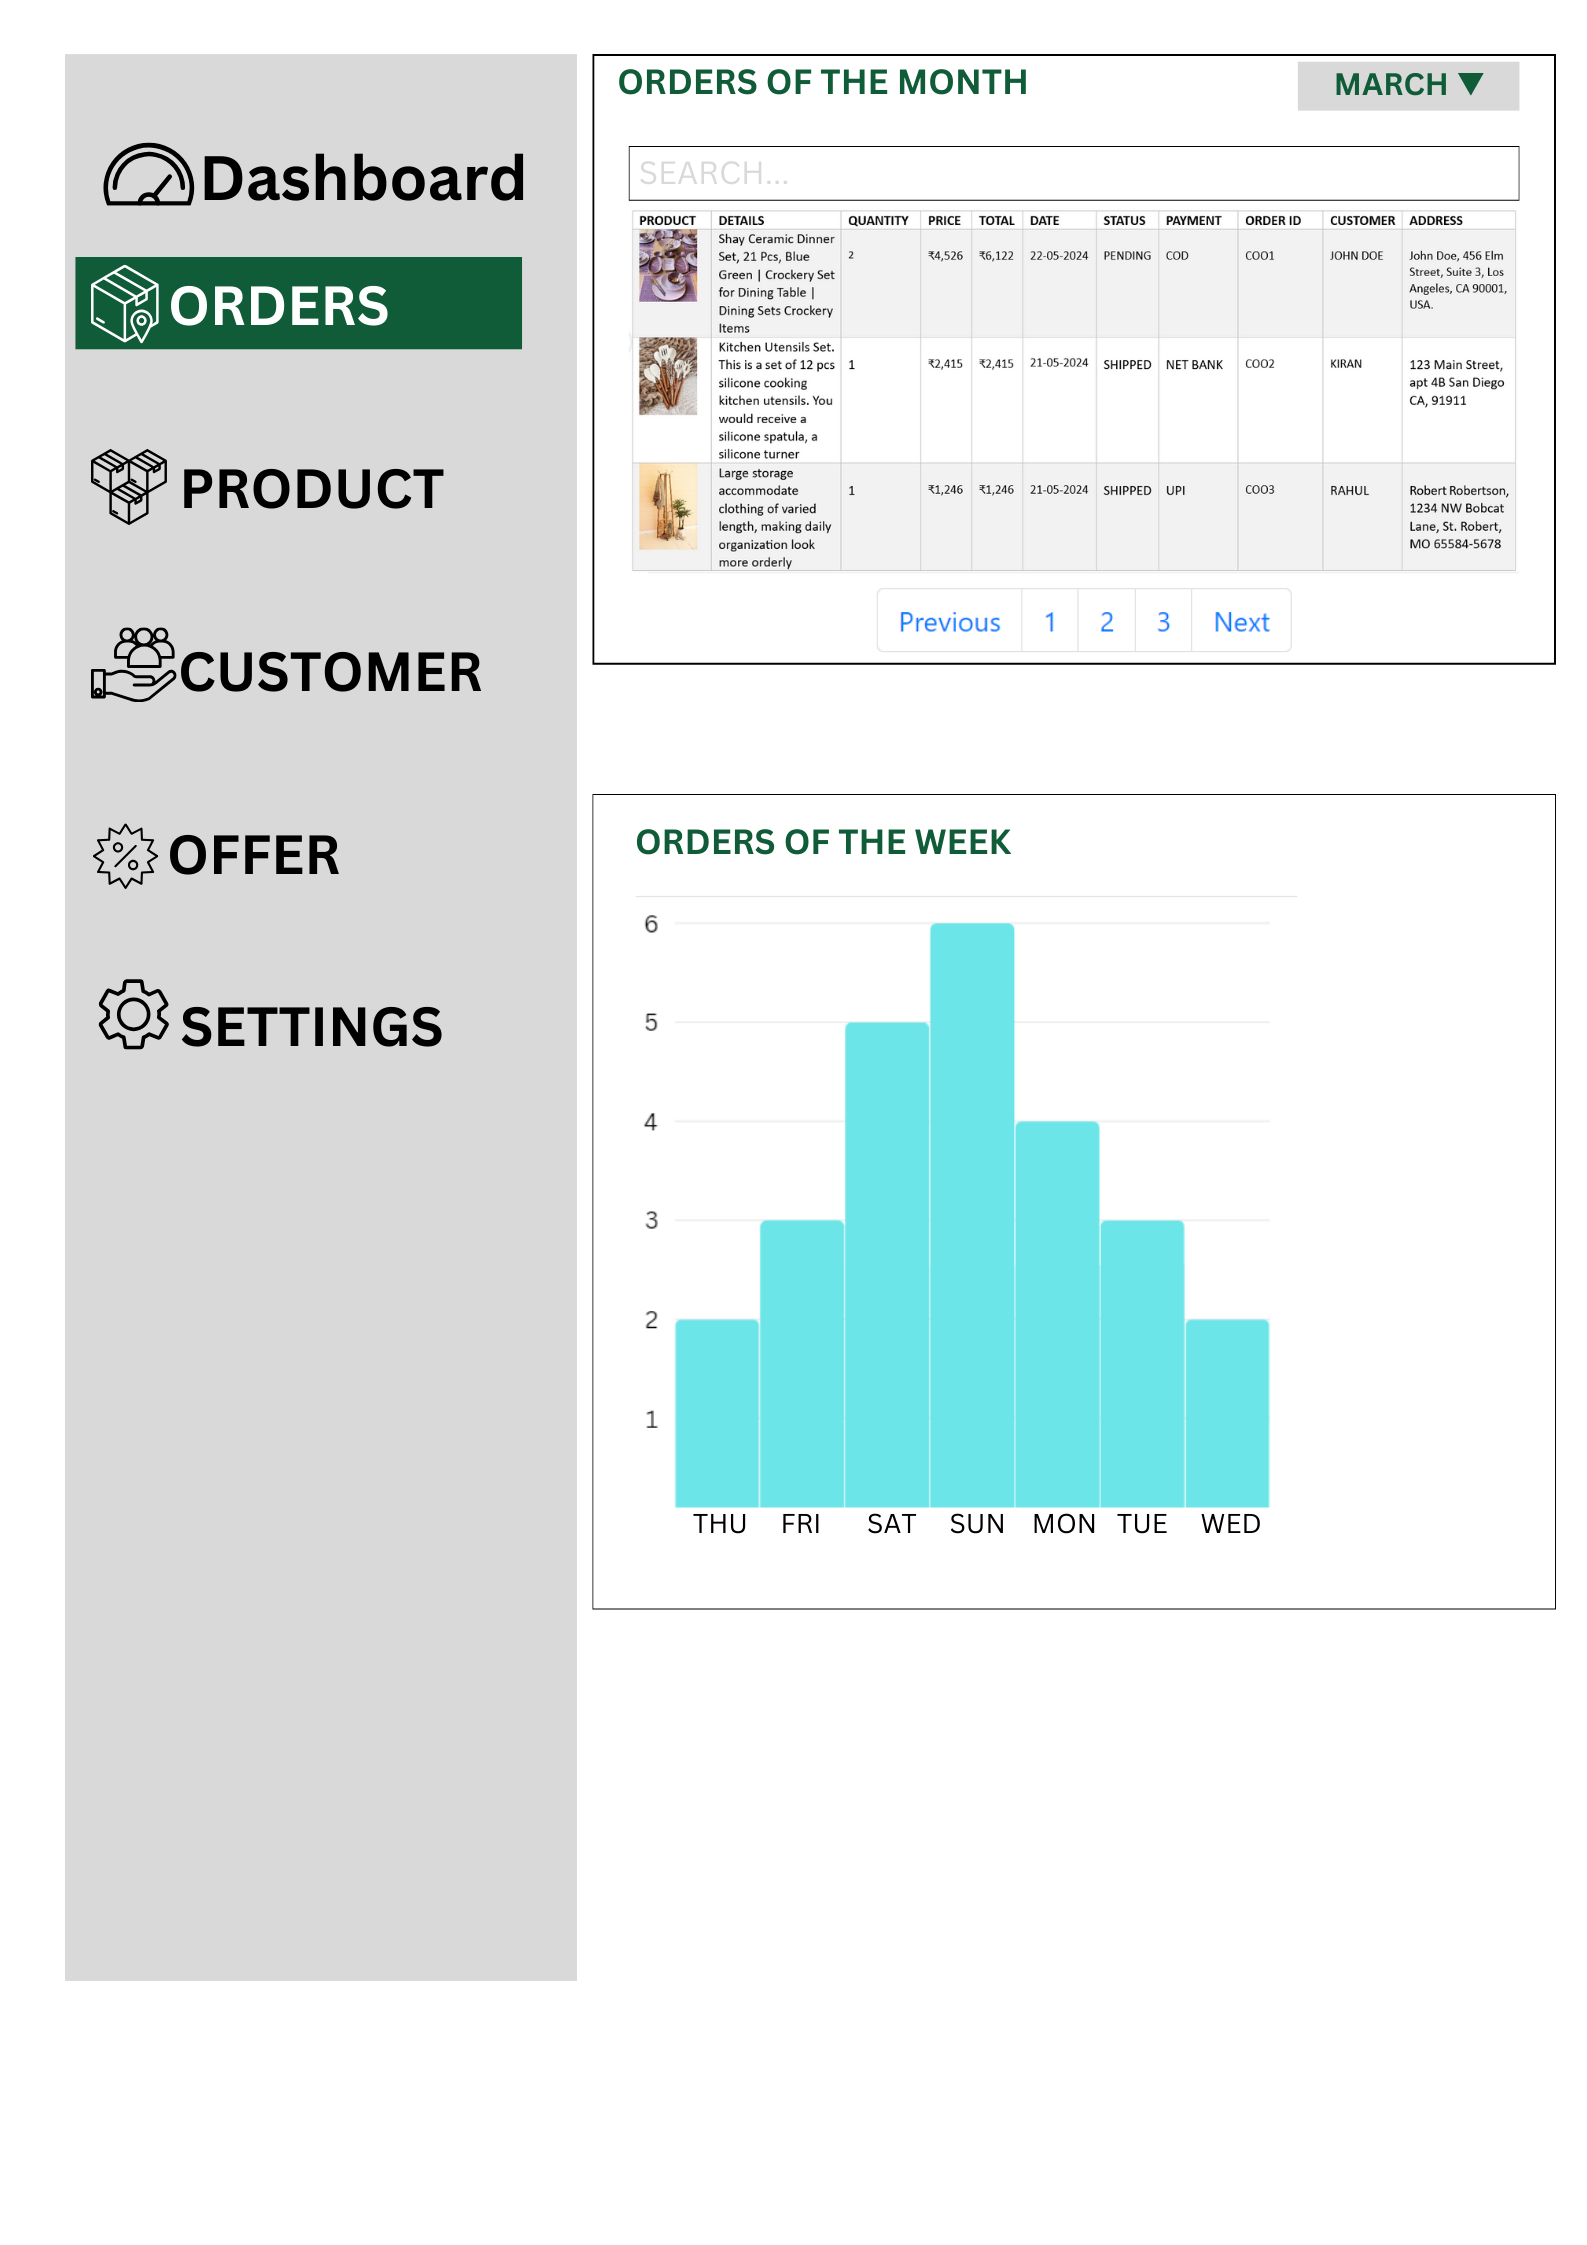 Dashboard
ORDERS
PRODUCT
CUSTOMER
OFFER
SETTINGS
ORDERS OF THE MONTH
MARCH ▼
SEARCH...
PRODUCT DETAILS QUANTITY PRICE TOTAL DATE STATUS PAYMENT ORDER ID CUSTOMER ADDRESS
Shay Ceramic Dinner
Set, 21 Pcs, Blue
Green | Crockery Set
for Dining Table |
Dining Sets Crockery
Items
2 ₹4,526 ₹6,122 22-05-2024 PENDING COD COO1 JOHN DOE
John Doe, 456 Elm
Street, Suite 3, Los
Angeles, CA 90001,
USA.
Kitchen Utensils Set.
This is a set of 12 pcs
silicone cooking
kitchen utensils. You
would receive a
silicone spatula, a
silicone turner
1 ₹2,415 ₹2,415 21-05-2024 SHIPPED NET BANK COO2 KIRAN
123 Main Street,
apt 4B San Diego
CA, 91911
Large storage
accommodate
clothing of varied
length, making daily
organization look
more orderly
1 ₹1,246 ₹1,246 21-05-2024 SHIPPED UPI COO3 RAHUL
Robert Robertson,
1234 NW Bobcat
Lane, St. Robert,
MO 65584-5678
Previous 1 2 3 Next
ORDERS OF THE WEEK
6
5
4
3
2
1
THU FRI SAT SUN MON TUE WED